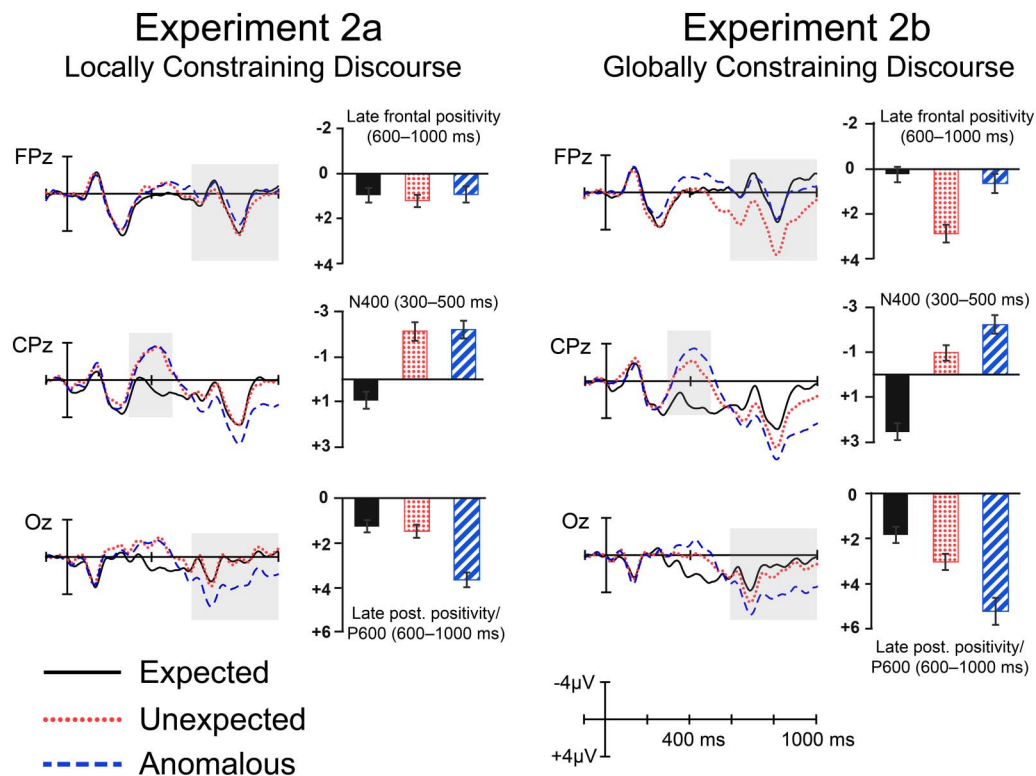 Experiment 2a
Locally Constraining Discourse
Experiment 2b
Globally Constraining Discourse
FPz
Late frontal positivity
(600–1000 ms)
-2
0
+2
+4
CPz
N400 (300–500 ms)
-3
-1
+1
+3
Oz
0
+2
+4
+6
Late post. positivity/
P600 (600–1000 ms)
FPz
Late frontal positivity
(600–1000 ms)
-2
0
+2
+4
CPz
N400 (300–500 ms)
-3
-1
+1
+3
Oz
0
+2
+4
+6
Late post. positivity/
P600 (600–1000 ms)
Expected
Unexpected
Anomalous
-4µV
+4µV
400 ms
1000 ms